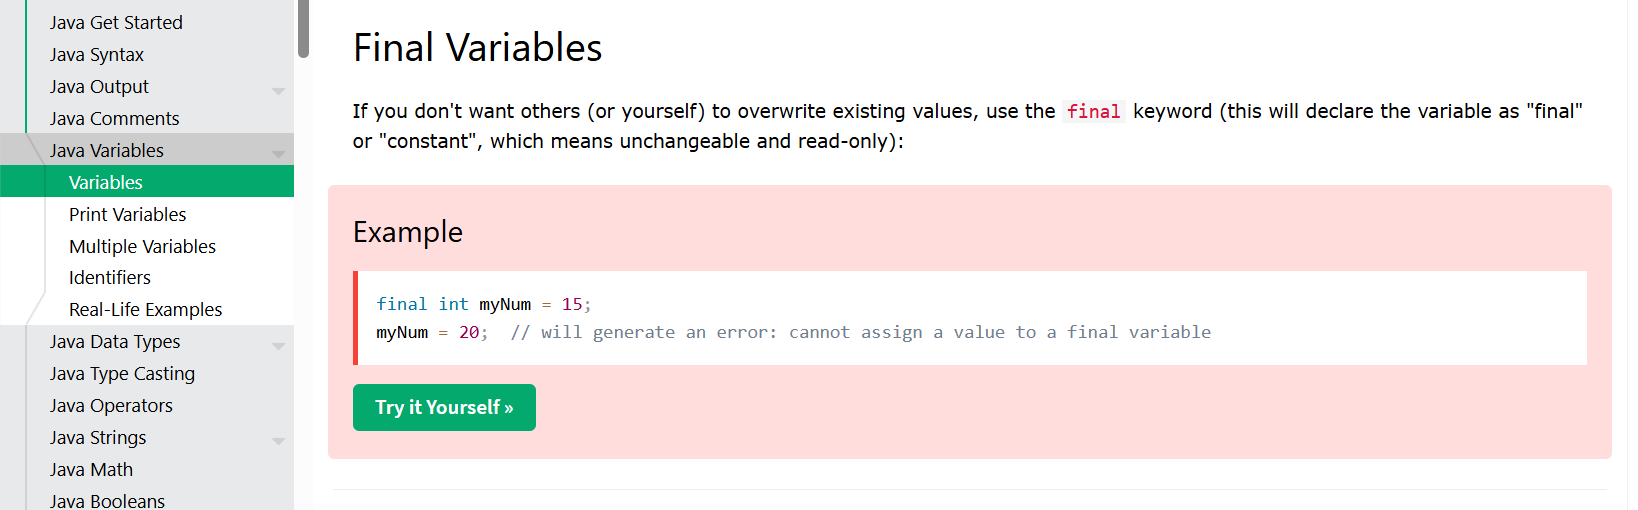 Java Get Started
Java Syntax
Java Output
Java Comments
Java Variables
Variables
Print Variables
Multiple Variables
Identifiers
Real-Life Examples
Java Data Types
Java Type Casting
Java Operators
Java Strings
Java Math
Java Booleans
Final Variables
If you don't want others (or yourself) to overwrite existing values, use the final keyword (this will declare the variable as "final"
or "constant", which means unchangeable and read-only):
Example
final int myNum = 15;
myNum = 20;  // will generate an error: cannot assign a value to a final variable
Try it Yourself »